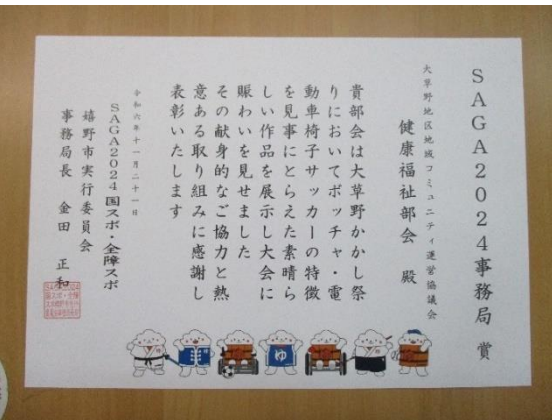 SAGA2024事務局賞
大草野地区地域コミュニティ運営協議会
健康福祉部会 殿
貴部会は大草野かかし祭
りにおいてボッチャ・電
動車椅子サッカーの特徴
を見事にとらえた素晴ら
しい作品を展示し大会に
賑わいを見せました
その献身的なご協力と熱
意ある取り組みに感謝し
表彰いたします
令和六年十一月二十一日
SAGA2024国スポ・全障スポ
嬉野市実行委員会
事務局長 金田 正和
ゆ